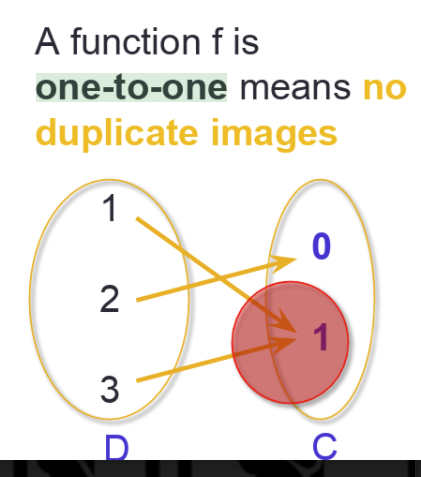 A function f is
one-to-one means no
duplicate images
1
0
2
1
3
D C